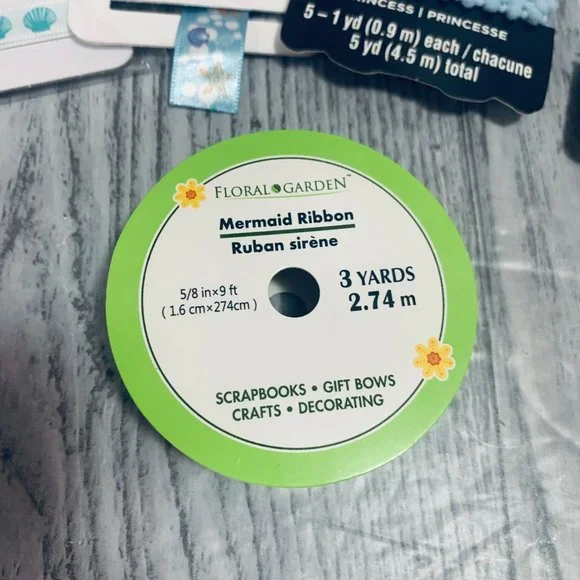 PRINCESS | PRINCESSE
5 – 1 yd (0.9 m) each / chacune
5 yd (4.5 m) total
FLORAL GARDEN™
Mermaid Ribbon
Ruban sirène
5/8 in×9 ft
( 1.6 cm×274cm )
3 YARDS
2.74 m
SCRAPBOOKS • GIFT BOWS
CRAFTS • DECORATING